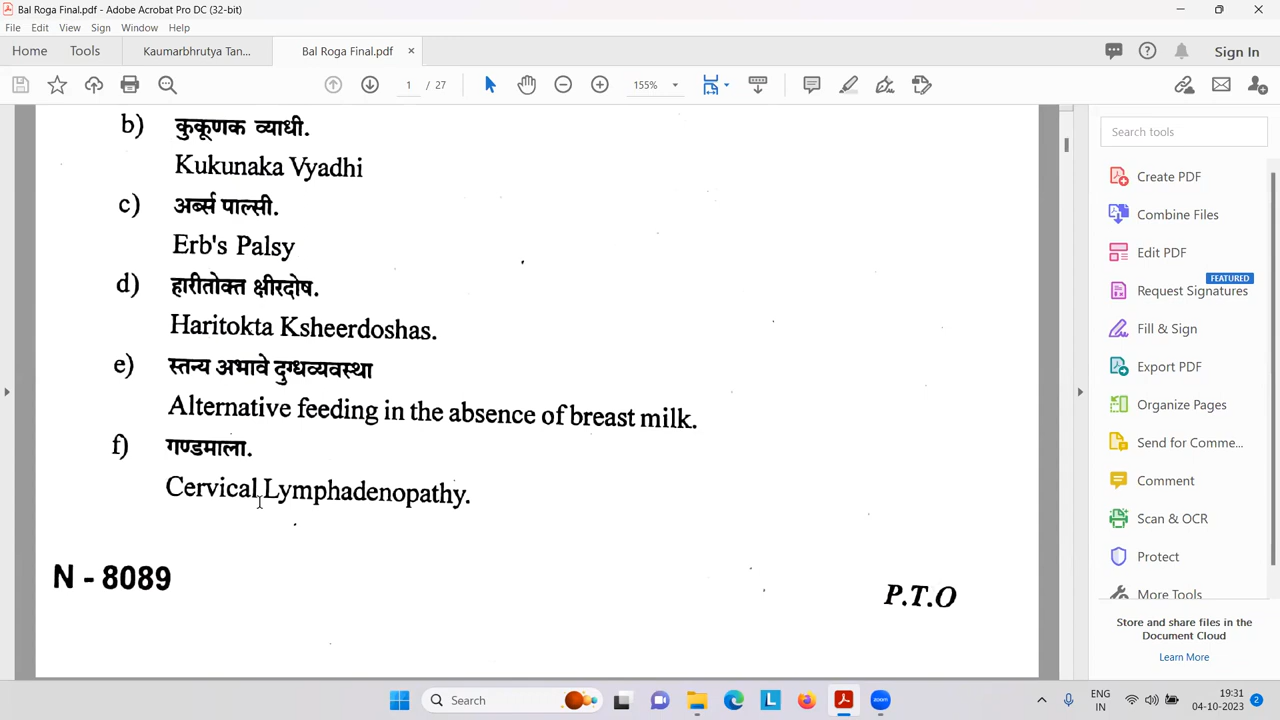 Bal Roga Final.pdf - Adobe Acrobat Pro DC (32-bit)
File Edit View Sign Window Help
Home Tools Kaumarbhrutya Tan... Bal Roga Final.pdf × Sign In
1 / 27 155%
b) कुकूणक व्याधी.
Kukunaka Vyadhi
c) अर्ब्स पाल्सी.
Erb's Palsy
d) हारीतोक्त क्षीरदोष.
Haritokta Ksheerdoshas.
e) स्तन्य अभावे दुग्धव्यवस्था
Alternative feeding in the absence of breast milk.
f) गण्डमाला.
Cervical Lymphadenopathy.
N - 8089
P.T.O
Search tools
Create PDF
Combine Files
Edit PDF
FEATURED
Request Signatures
Fill & Sign
Export PDF
Organize Pages
Send for Comme...
Comment
Scan & OCR
Protect
More Tools
Store and share files in the
Document Cloud
Learn More
Search
L
zoom
ENG
IN
19:31
04-10-2023
2